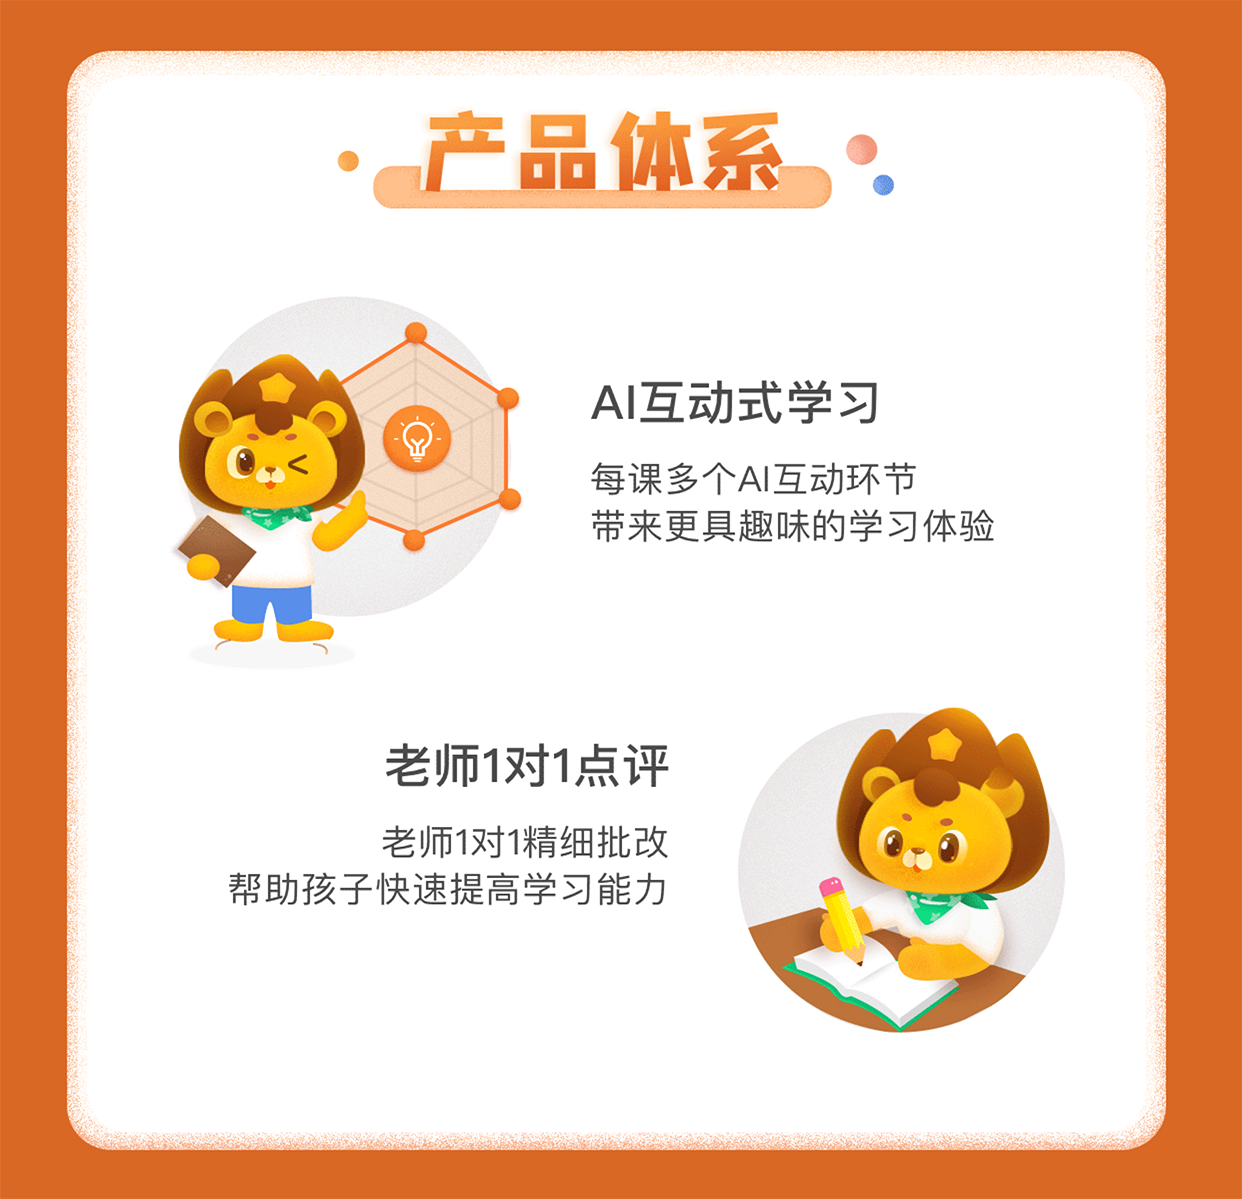 产品体系
AI互动式学习
每课多个AI互动环节
带来更具趣味的学习体验
老师1对1点评
老师1对1精细批改
帮助孩子快速提高学习能力